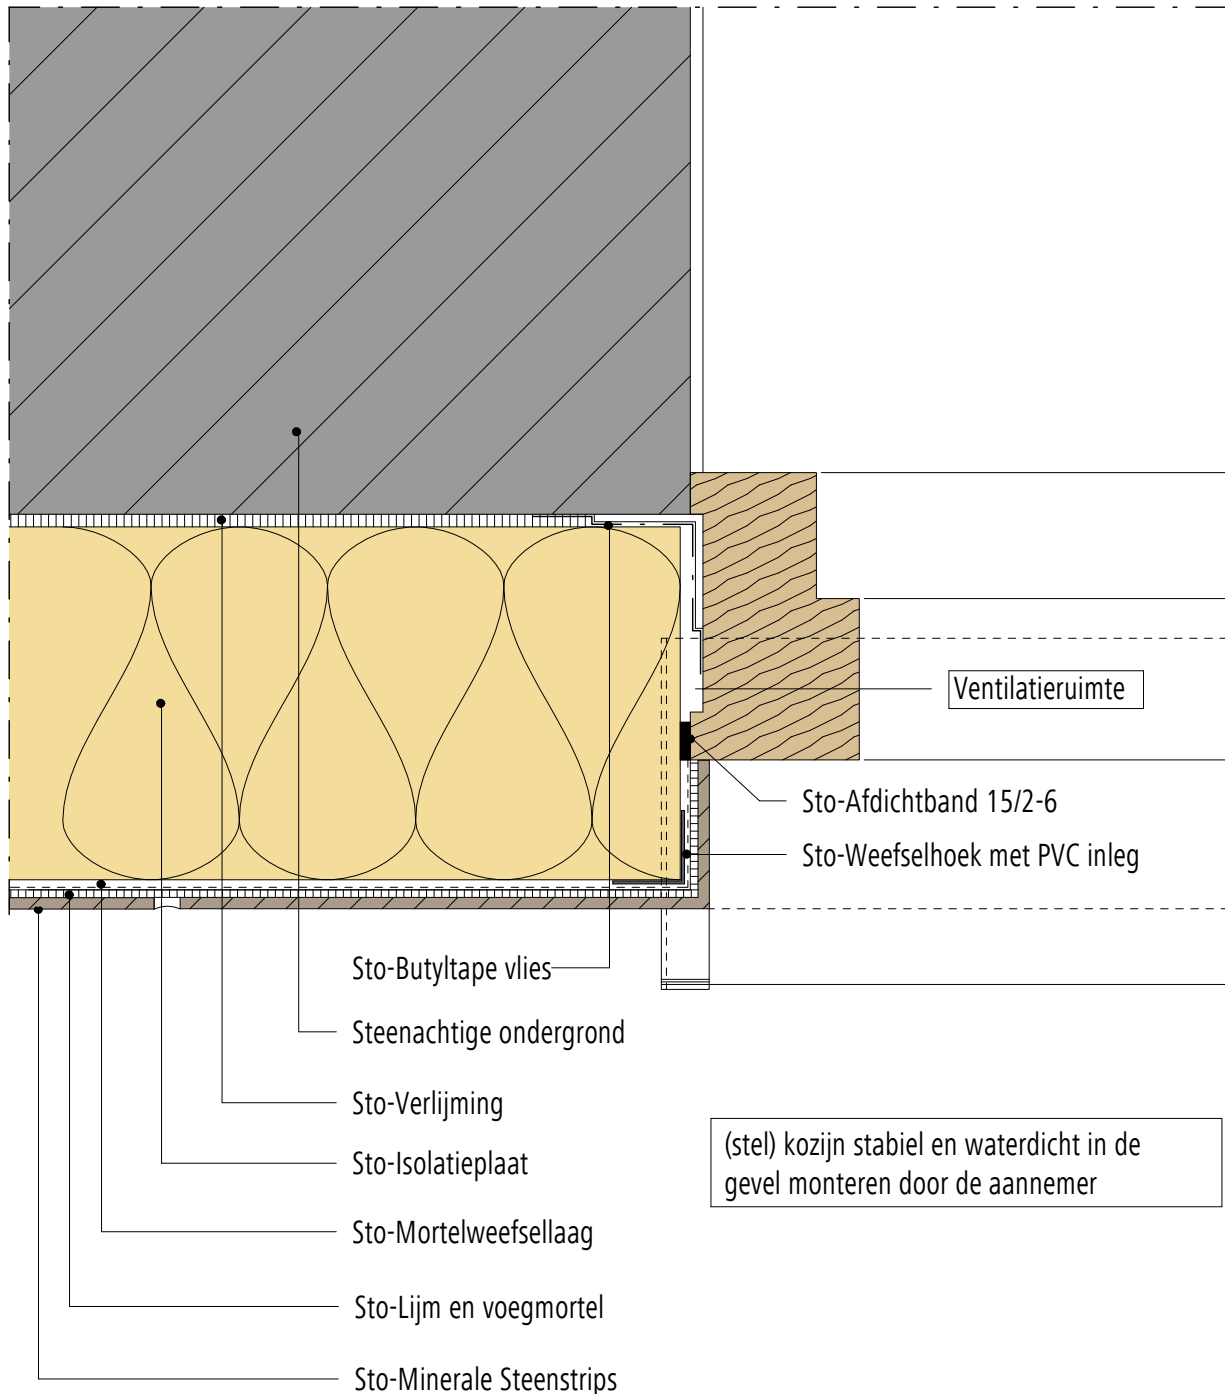 Ventilatieruimte
Sto-Afdichtband 15/2-6
Sto-Weefselhoek met PVC inleg
Sto-Butyltape vlies
Steenachtige ondergrond
Sto-Verlijming
Sto-Isolatieplaat
Sto-Mortelweefsellaag
Sto-Lijm en voegmortel
Sto-Minerale Steenstrips
(stel) kozijn stabiel en waterdicht in de
gevel monteren door de aannemer